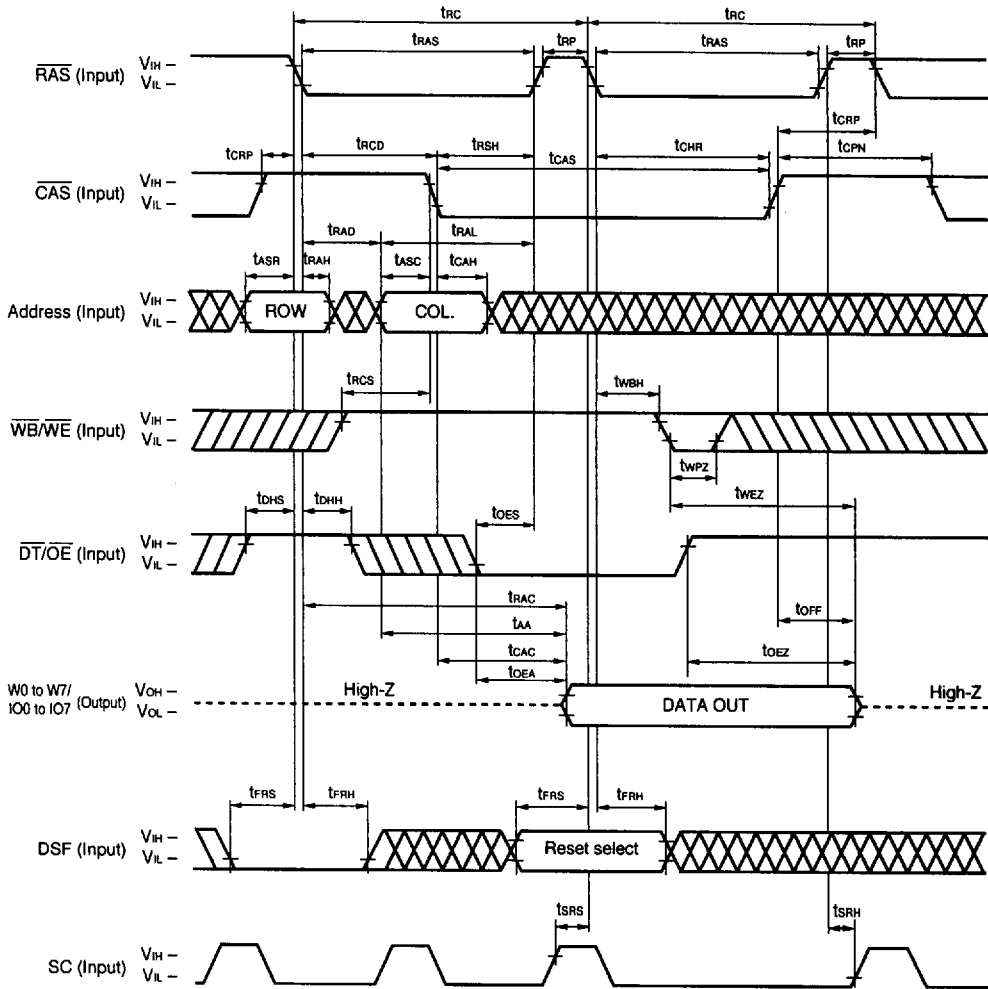 tRC tRC
tRAS tRP tRAS tRP
RAS (Input) VIH VIL
tCRP
tCRP tRCD tRSH tCAS tCHR tCPN
CAS (Input) VIH VIL
tRAD tRAL
tASR tRAH tASC tCAH
Address (Input) VIH VIL ROW COL.
tRCS tWBH
WB/WE (Input) VIH VIL
tWPZ
tWEZ
tDHS tDHH tOES
DT/OE (Input) VIH VIL
tRAC tOFF
tAA
tCAC tOEZ
tOEA
W0 to W7/
IO0 to IO7 (Output) VOH VOL High-Z DATA OUT High-Z
tFRS tFRH tFRS tFRH
DSF (Input) VIH VIL Reset select
tSRS tSRH
SC (Input) VIH VIL